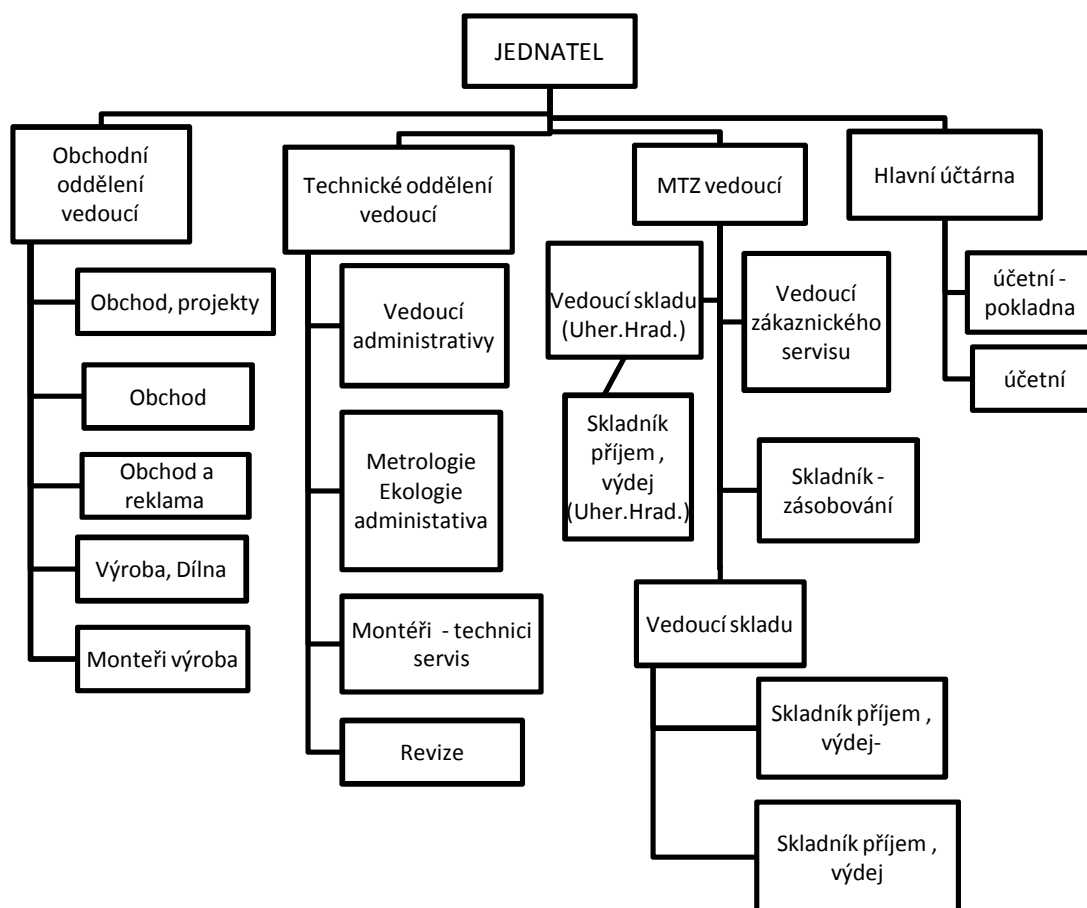 JEDNATEL
Obchodní
oddělení
vedoucí
Obchod, projekty
Obchod
Obchod a
reklama
Výroba, Dílna
Monteři výroba
Technické oddělení
vedoucí
Vedoucí
administrativy
Metrologie
Ekologie
administativa
Montéři - technici
servis
Revize
MTZ vedoucí
Vedoucí skladu
(Uher.Hrad.)
Skladník
příjem ,
výdej
(Uher.Hrad.)
Vedoucí
zákaznického
servisu
Skladník -
zásobování
Vedoucí skladu
Skladník příjem ,
výdej-
Skladník příjem ,
výdej
Hlavní účtárna
účetní -
pokladna
účetní